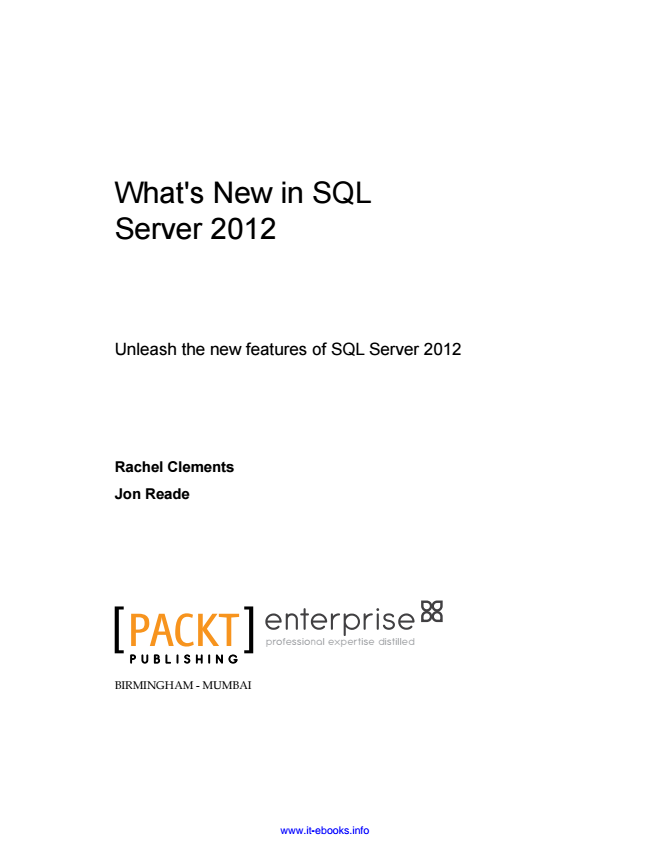 What's New in SQL
Server 2012
Unleash the new features of SQL Server 2012
Rachel Clements
Jon Reade
[PACKT] enterprise
PUBLISHING professional expertise distilled
BIRMINGHAM - MUMBAI
www.it-ebooks.info